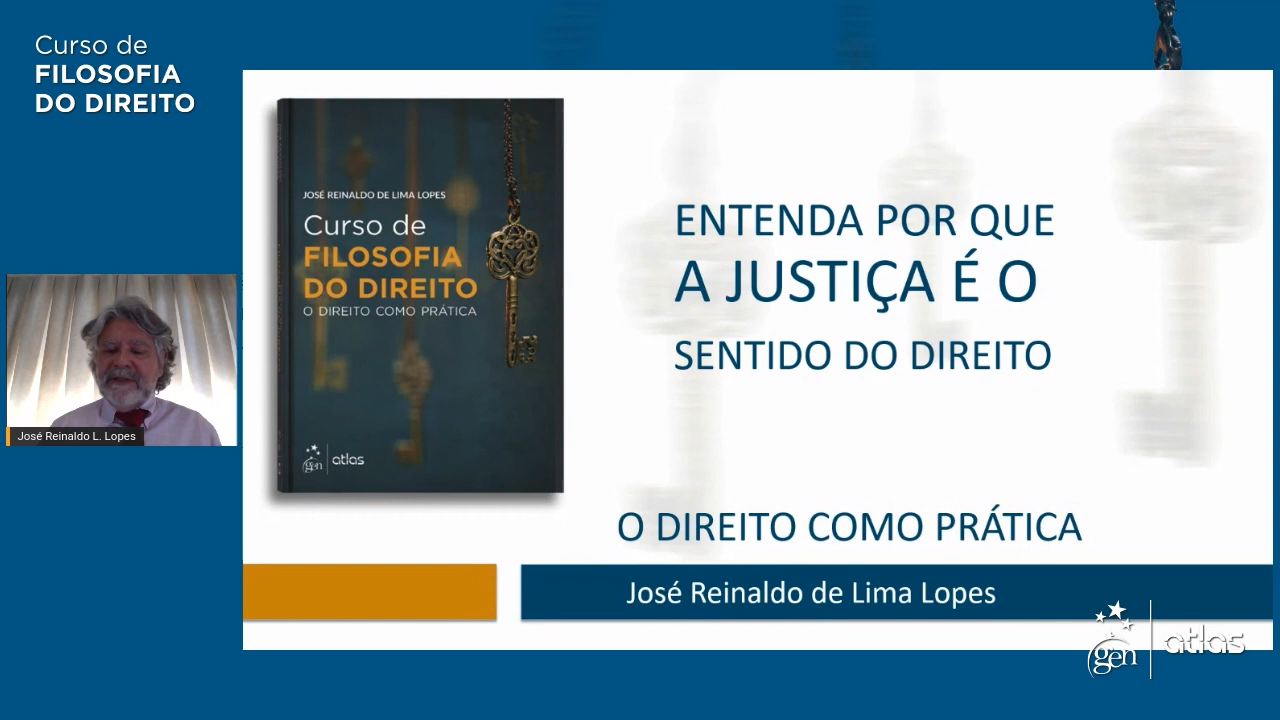 Curso de
FILOSOFIA
DO DIREITO
JOSÉ REINALDO DE LIMA LOPES
Curso de
FILOSOFIA
DO DIREITO
O DIREITO COMO PRÁTICA
gen atlas
ENTENDA POR QUE
A JUSTIÇA É O
SENTIDO DO DIREITO
José Reinaldo L. Lopes
O DIREITO COMO PRÁTICA
José Reinaldo de Lima Lopes
gen atlas